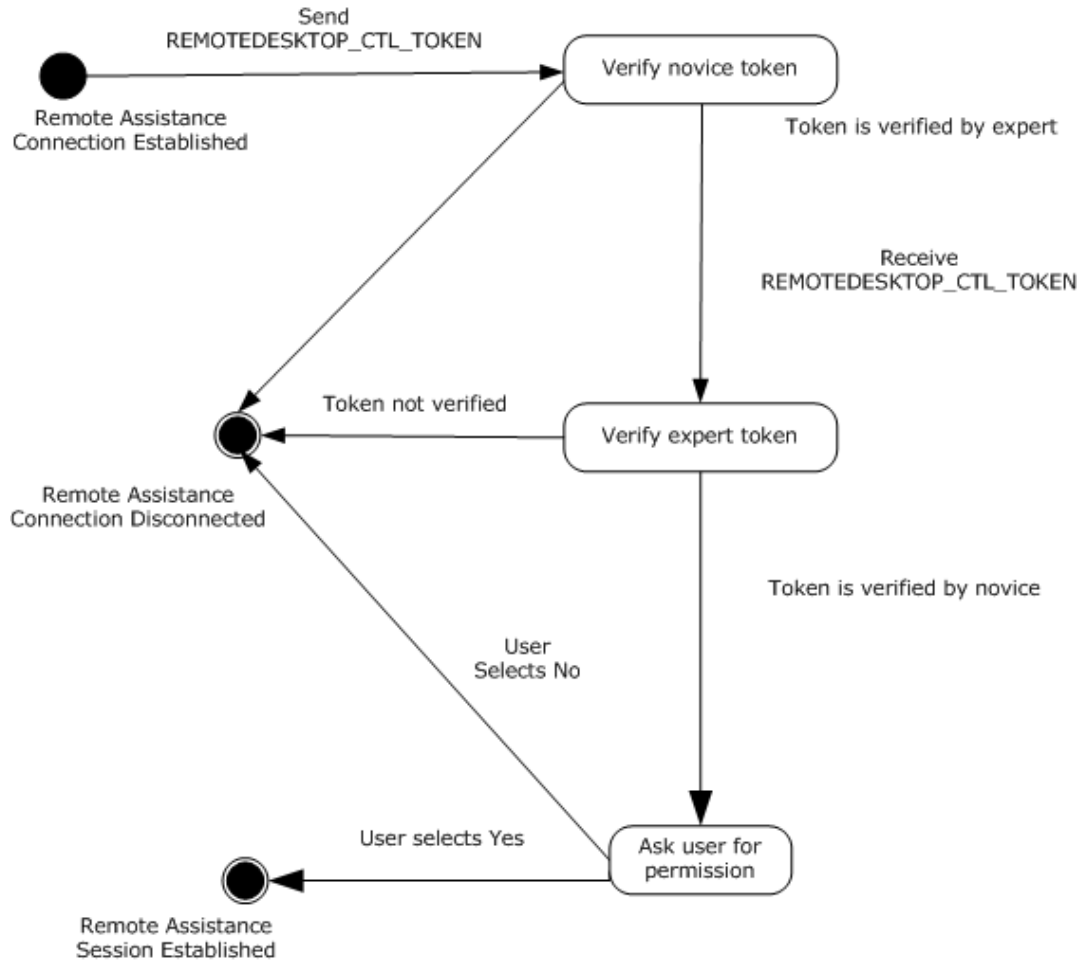 Send
REMOTEDESKTOP_CTL_TOKEN
Verify novice token
Remote Assistance
Connection Established
Token is verified by expert
Receive
REMOTEDESKTOP_CTL_TOKEN
Token not verified
Verify expert token
Remote Assistance
Connection Disconnected
Token is verified by novice
User
Selects No
User selects Yes
Ask user for
permission
Remote Assistance
Session Established